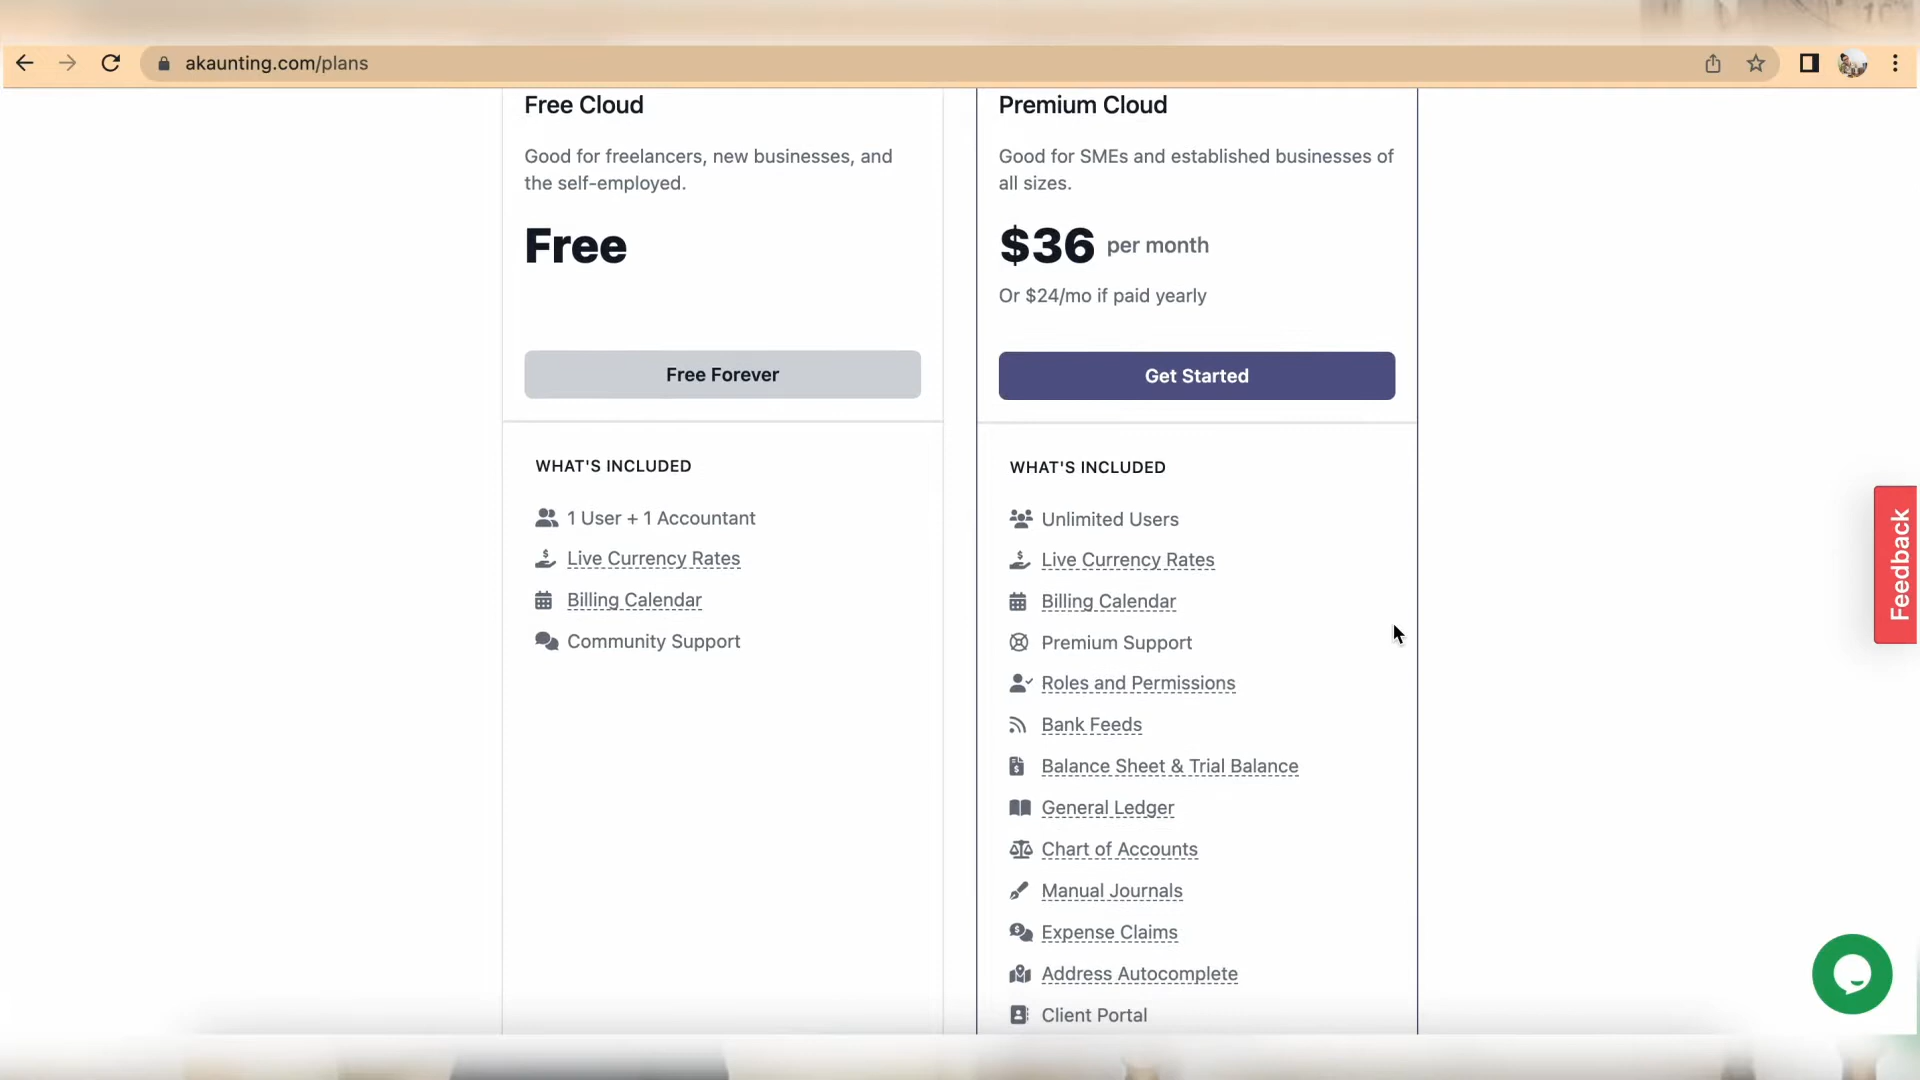 akaunting.com/plans
Free Cloud
Good for freelancers, new businesses, and
the self-employed.
Free
Free Forever
WHAT'S INCLUDED
1 User + 1 Accountant
Live Currency Rates
Billing Calendar
Community Support
Premium Cloud
Good for SMEs and established businesses of
all sizes.
$36 per month
Or $24/mo if paid yearly
Get Started
WHAT'S INCLUDED
Unlimited Users
Live Currency Rates
Billing Calendar
Premium Support
Roles and Permissions
Bank Feeds
Balance Sheet & Trial Balance
General Ledger
Chart of Accounts
Manual Journals
Expense Claims
Address Autocomplete
Client Portal
Feedback